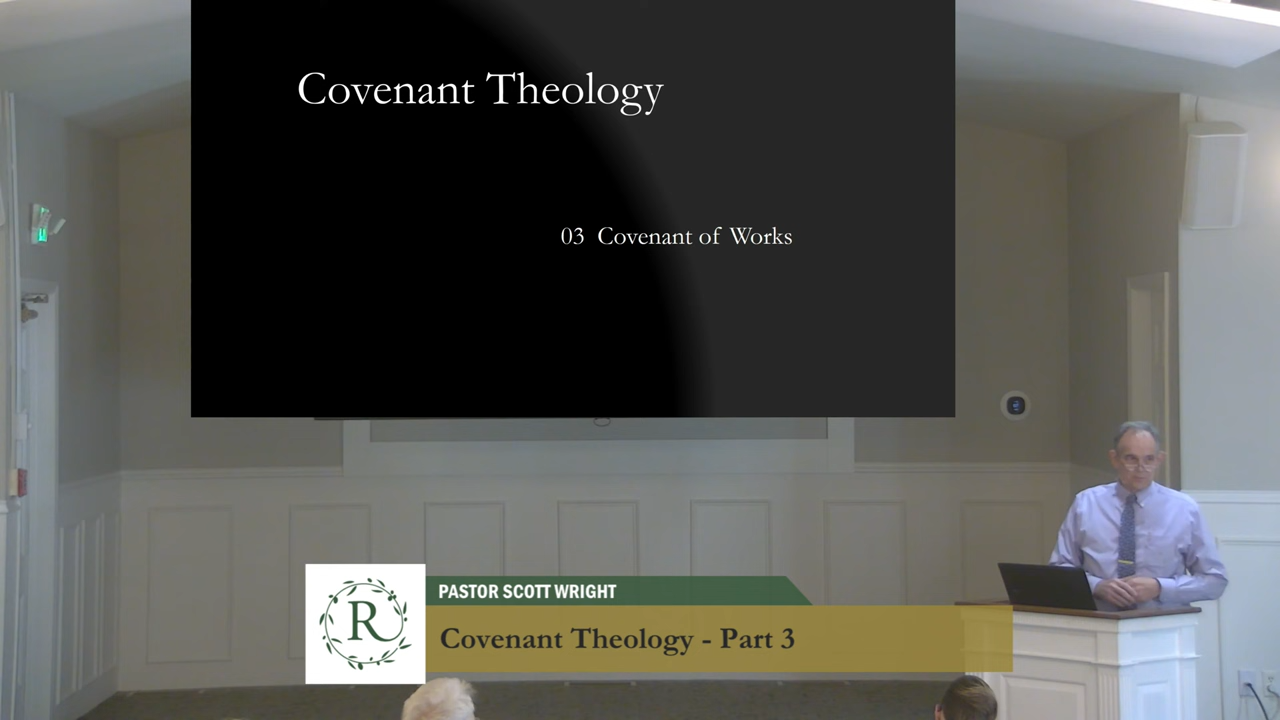 Covenant Theology
03 Covenant of Works
PASTOR SCOTT WRIGHT
R
Covenant Theology - Part 3